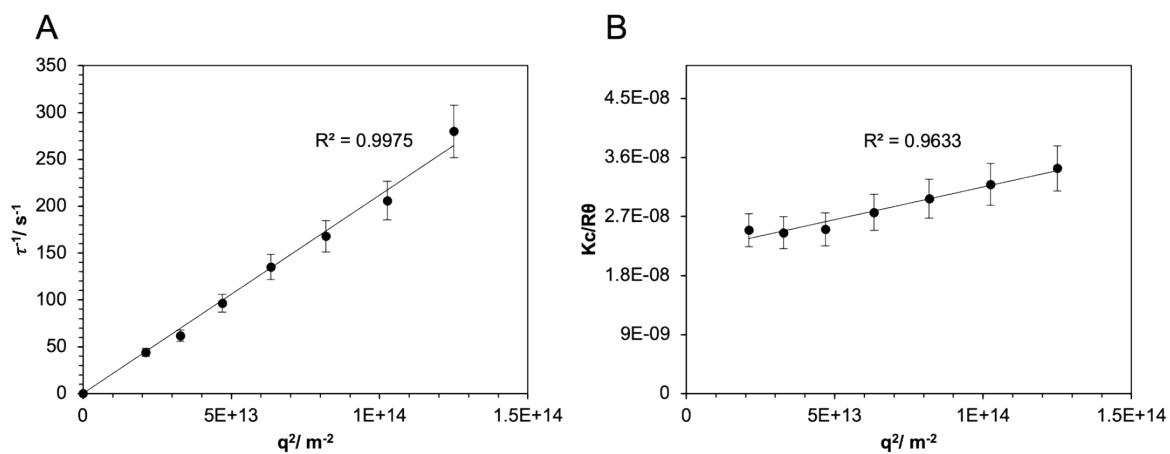 A
350
300
250
200
150
100
50
0
τ⁻¹/ s⁻¹
R² = 0.9975
0
5E+13
1E+14
1.5E+14
q²/ m⁻²
B
4.5E-08
3.6E-08
2.7E-08
1.8E-08
9E-09
0
Kc/Rθ
R² = 0.9633
0
5E+13
1E+14
1.5E+14
q²/ m⁻²